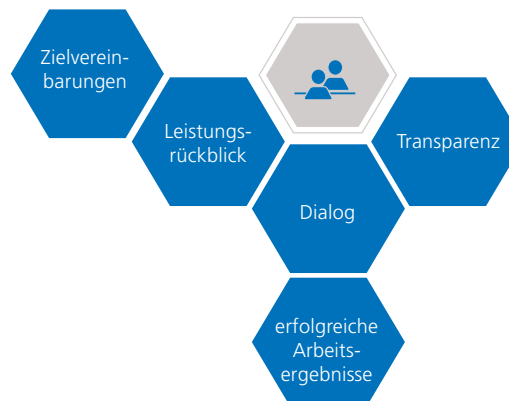 Zielverein-
barungen
Leistungs-
rückblick
Transparenz
Dialog
erfolgreiche
Arbeits-
ergebnisse